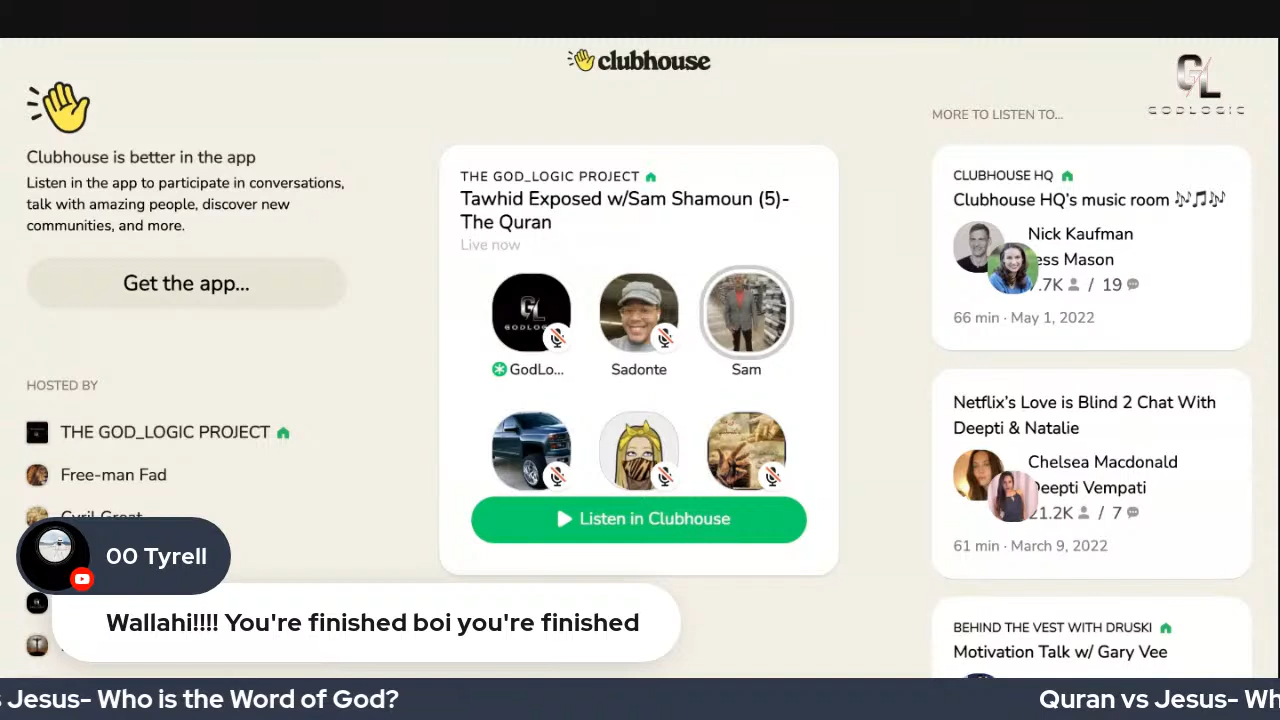 clubhouse
GL
GODLOGIC
Clubhouse is better in the app
Listen in the app to participate in conversations,
talk with amazing people, discover new
communities, and more.
Get the app...
HOSTED BY
THE GOD_LOGIC PROJECT
Free-man Fad
Cyril Great
THE GOD_LOGIC PROJECT
Tawhid Exposed w/Sam Shamoun (5)-
The Quran
Live now
GL
GODLOGIC
GodLo...
Sadonte
Sam
Listen in Clubhouse
MORE TO LISTEN TO...
CLUBHOUSE HQ
Clubhouse HQ's music room 🎶🎵🎶
Nick Kaufman
ess Mason
.7K / 19
66 min · May 1, 2022
Netflix's Love is Blind 2 Chat With
Deepti & Natalie
Chelsea Macdonald
Deepti Vempati
21.2K / 7
61 min · March 9, 2022
BEHIND THE VEST WITH DRUSKI
Motivation Talk w/ Gary Vee
00 Tyrell
Wallahi!!!! You're finished boi you're finished
s Jesus- Who is the Word of God?
Quran vs Jesus- Wh